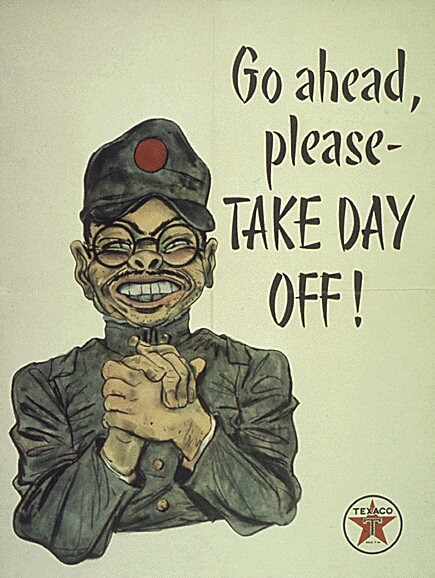 Go ahead,
please-
TAKE DAY
OFF!
TEXACO
T